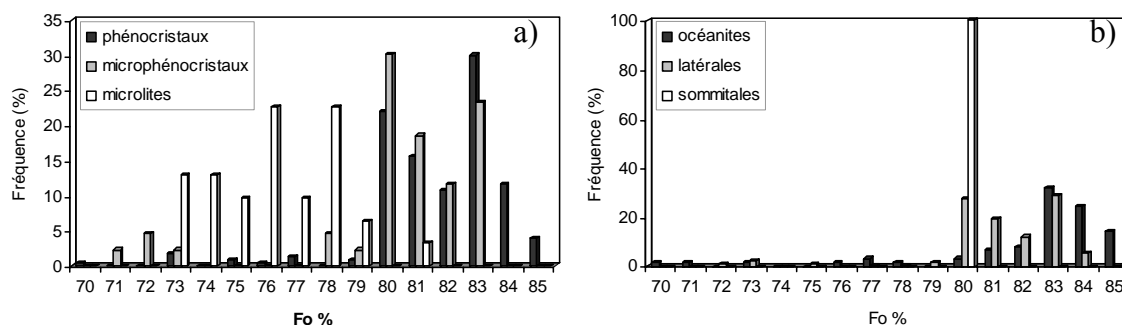 a)
Fréquence (%)
35
30
25
20
15
10
5
0
phénocristaux
microphénocristaux
microlites
70 71 72 73 74 75 76 77 78 79 80 81 82 83 84 85
Fo %
b)
Fréquence (%)
100
80
60
40
20
0
océanites
latérales
sommitales
70 71 72 73 74 75 76 77 78 79 80 81 82 83 84 85
Fo %